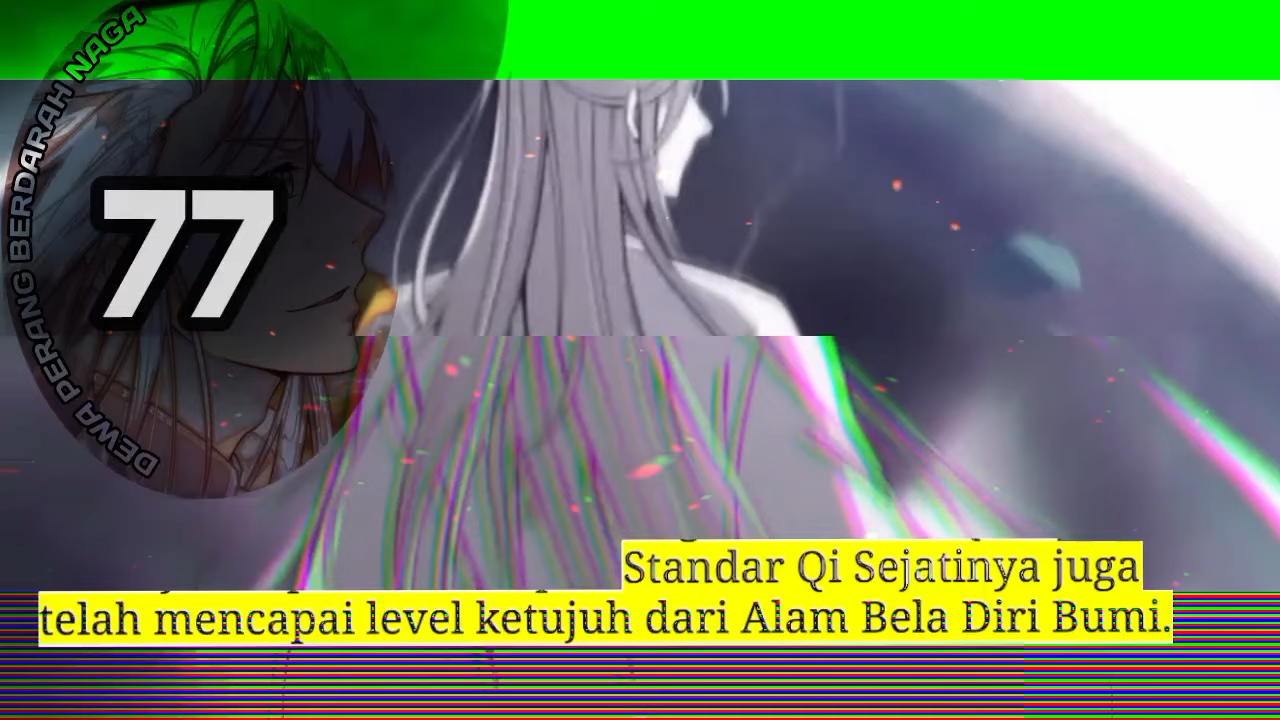 DEWA PERANG BERDARAH NAGA
77
Standar Qi Sejatinya juga
telah mencapai level ketujuh dari Alam Bela Diri Bumi.